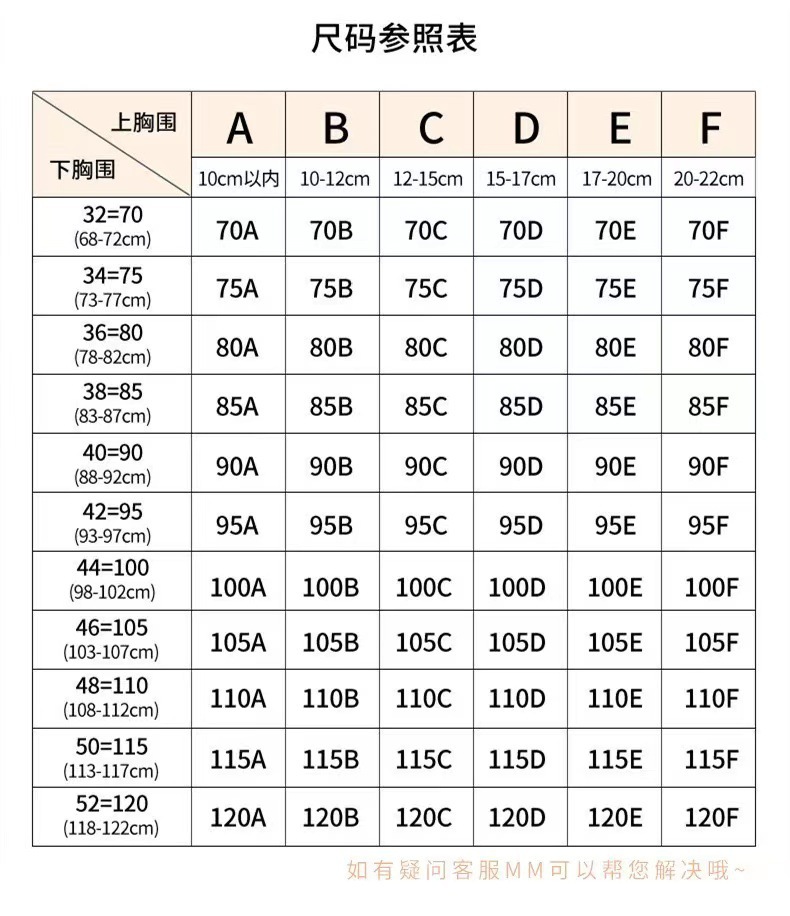 尺码参照表
上胸围 A B C D E F
下胸围 10cm以内 10-12cm 12-15cm 15-17cm 17-20cm 20-22cm
32=70
(68-72cm) 70A 70B 70C 70D 70E 70F
34=75
(73-77cm) 75A 75B 75C 75D 75E 75F
36=80
(78-82cm) 80A 80B 80C 80D 80E 80F
38=85
(83-87cm) 85A 85B 85C 85D 85E 85F
40=90
(88-92cm) 90A 90B 90C 90D 90E 90F
42=95
(93-97cm) 95A 95B 95C 95D 95E 95F
44=100
(98-102cm) 100A 100B 100C 100D 100E 100F
46=105
(103-107cm) 105A 105B 105C 105D 105E 105F
48=110
(108-112cm) 110A 110B 110C 110D 110E 110F
50=115
(113-117cm) 115A 115B 115C 115D 115E 115F
52=120
(118-122cm) 120A 120B 120C 120D 120E 120F
如有疑问客服MM可以帮您解决哦~